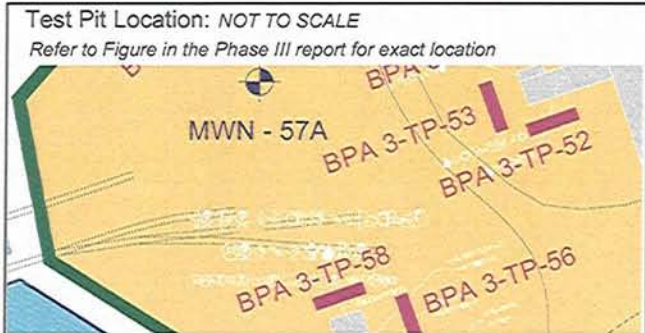 Test Pit Location: NOT TO SCALE
Refer to Figure in the Phase III report for exact location
MWN - 57A
BPA 3-TP-53
BPA 3-TP-52
BPA 3-TP-58
BPA 3-TP-56